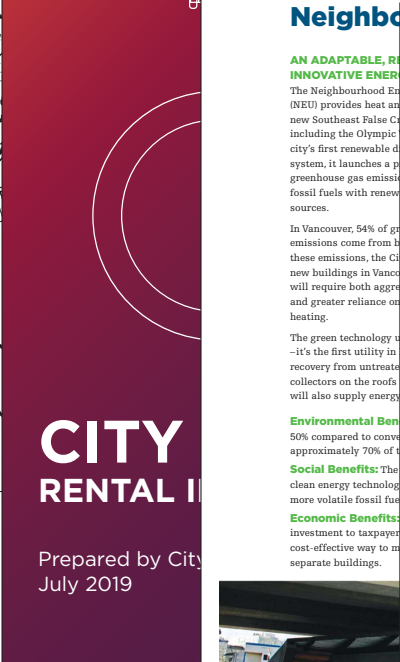 CITY
RENTAL
Prepared by City
July 2019
Neighbo
AN ADAPTABLE, RE
INNOVATIVE ENERG
The Neighbourhood En
(NEU) provides heat an
new Southeast False Cr
including the Olympic
city's first renewable di
system, it launches a p
greenhouse gas emissio
fossil fuels with renew
sources.
In Vancouver, 54% of gr
emissions come from b
these emissions, the Ci
new buildings in Vanco
will require both aggre
and greater reliance on
heating.
The green technology u
–it's the first utility in
recovery from untreate
collectors on the roofs
will also supply energy
Environmental Ben
50% compared to conve
approximately 70% of t
Social Benefits: The
clean energy technolog
more volatile fossil fue
Economic Benefits:
investment to taxpayer
cost-effective way to m
separate buildings.